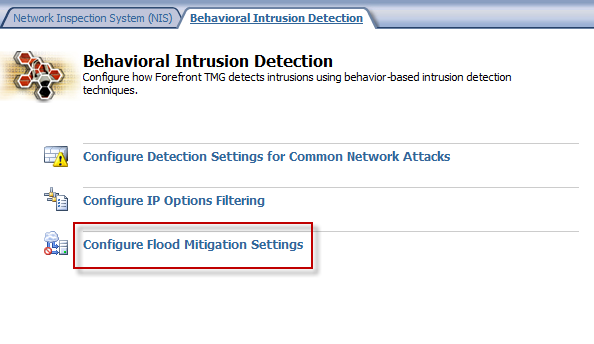 Network Inspection System (NIS)
Behavioral Intrusion Detection
Behavioral Intrusion Detection
Configure how Forefront TMG detects intrusions using behavior-based intrusion detection
techniques.
Configure Detection Settings for Common Network Attacks
Configure IP Options Filtering
Configure Flood Mitigation Settings